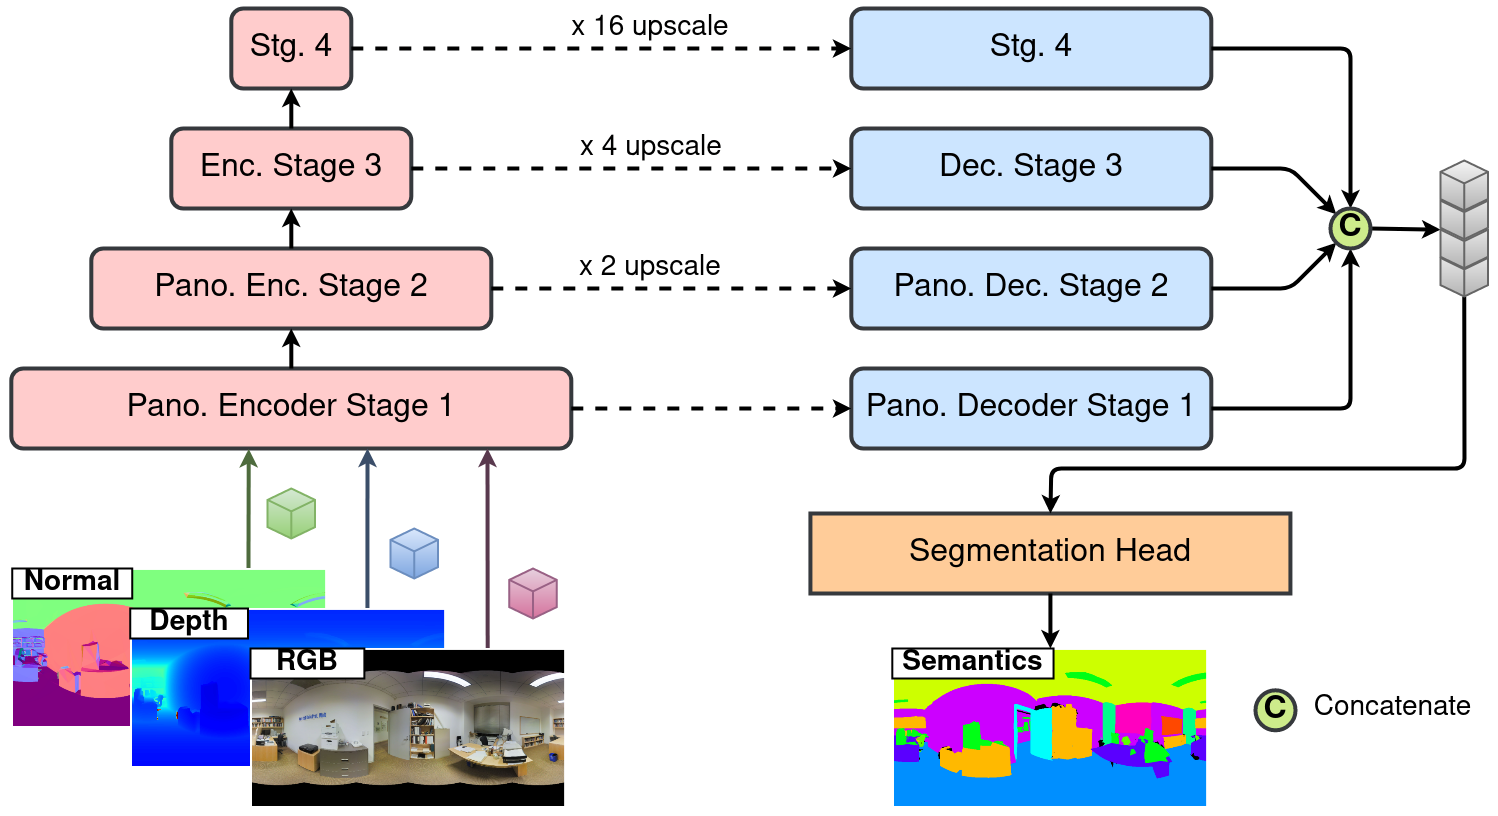 Stg. 4
x 16 upscale
Stg. 4
Enc. Stage 3
x 4 upscale
Dec. Stage 3
C
Pano. Enc. Stage 2
x 2 upscale
Pano. Dec. Stage 2
Pano. Encoder Stage 1
Pano. Decoder Stage 1
Segmentation Head
Normal
Depth
RGB
Semantics
C Concatenate